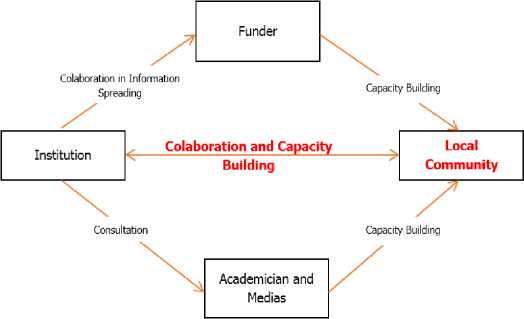 Funder
Colaboration in Information
Spreading
Capacity Building
Institution
Colaboration and Capacity
Building
Local
Community
Consultation
Capacity Building
Academician and
Medias